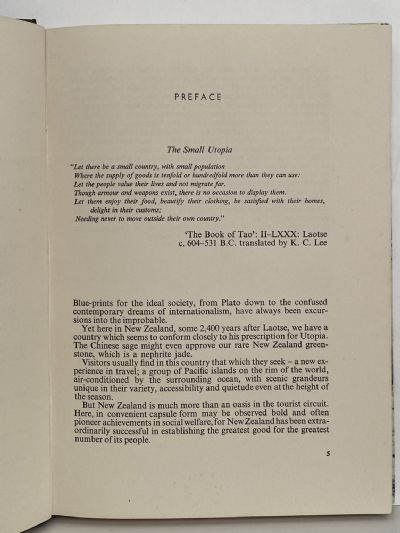 PREFACE
The Small Utopia
"Let there be a small country, with small population
Where the supply of goods is tenfold or hundredfold more than they can use:
Let the people value their lives and not migrate far.
Though armour and weapons exist, there is no occasion to display them.
Let them enjoy their food, beautify their clothing, be satisfied with their homes,
delight in their customs;
Needing never to move outside their own country."
'The Book of Tao': II–LXXX: Laotse
c. 604–531 B.C. translated by K. C. Lee
Blue-prints for the ideal society, from Plato down to the confused
contemporary dreams of internationalism, have always been excur-
sions into the improbable.
Yet here in New Zealand, some 2,400 years after Laotse, we have a
country which seems to conform closely to his prescription for Utopia.
The Chinese sage might even approve our rare New Zealand green-
stone, which is a nephrite jade.
Visitors usually find in this country that which they seek – a new ex-
perience in travel; a group of Pacific islands on the rim of the world,
air-conditioned by the surrounding ocean, with scenic grandeurs
unique in their variety, accessibility and quietude even at the height of
the season.
But New Zealand is much more than an oasis in the tourist circuit.
Here, in convenient capsule form may be observed bold and often
pioneer achievements in social welfare, for New Zealand has been extra-
ordinarily successful in establishing the greatest good for the greatest
number of its people.
5